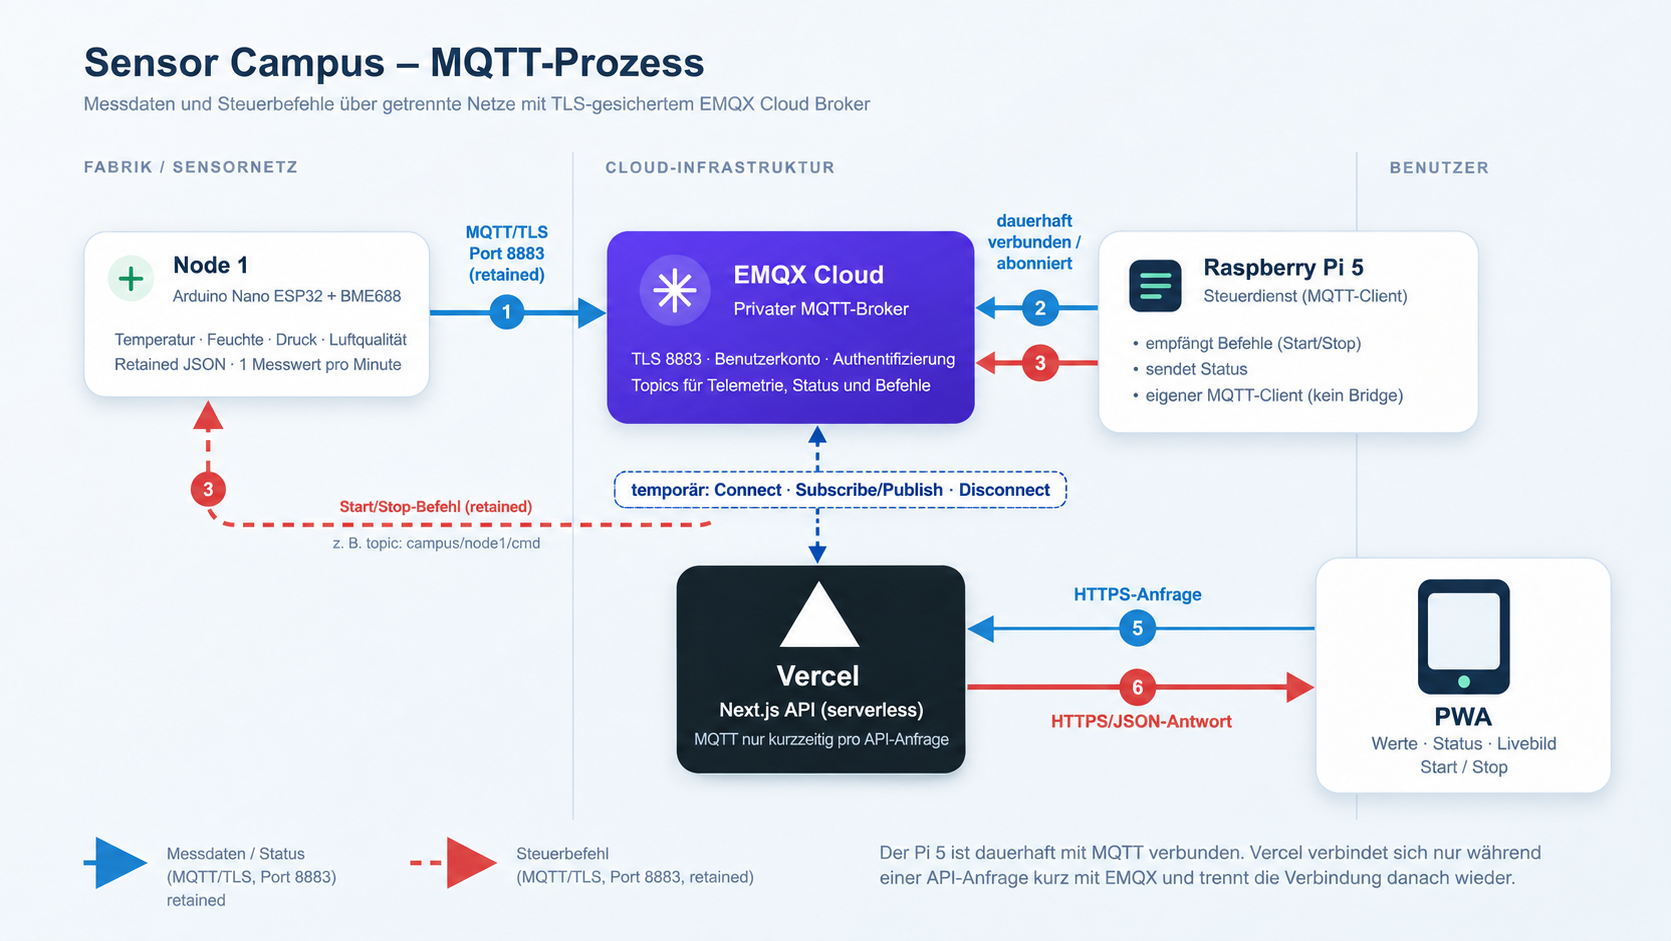 Sensor Campus – MQTT-Prozess
Messdaten und Steuerbefehle über getrennte Netze mit TLS-gesichertem EMQX Cloud Broker
FABRIK / SENSORNETZ
CLOUD-INFRASTRUKTUR
BENUTZER
Node 1
Arduino Nano ESP32 + BME688
Temperatur · Feuchte · Druck · Luftqualität
Retained JSON · 1 Messwert pro Minute
MQTT/TLS
Port 8883
(retained)
1
EMQX Cloud
Privater MQTT-Broker
TLS 8883 · Benutzerkonto · Authentifizierung
Topics für Telemetrie, Status und Befehle
dauerhaft
verbunden /
abonniert
2
3
Raspberry Pi 5
Steuerdienst (MQTT-Client)
• empfängt Befehle (Start/Stop)
• sendet Status
• eigener MQTT-Client (kein Bridge)
3
Start/Stop-Befehl (retained)
z. B. topic: campus/node1/cmd
temporär: Connect · Subscribe/Publish · Disconnect
Vercel
Next.js API (serverless)
MQTT nur kurzzeitig pro API-Anfrage
HTTPS-Anfrage
5
6
HTTPS/JSON-Antwort
PWA
Werte · Status · Livebild
Start / Stop
Messdaten / Status
(MQTT/TLS, Port 8883)
retained
Steuerbefehl
(MQTT/TLS, Port 8883, retained)
Der Pi 5 ist dauerhaft mit MQTT verbunden. Vercel verbindet sich nur während
einer API-Anfrage kurz mit EMQX und trennt die Verbindung danach wieder.